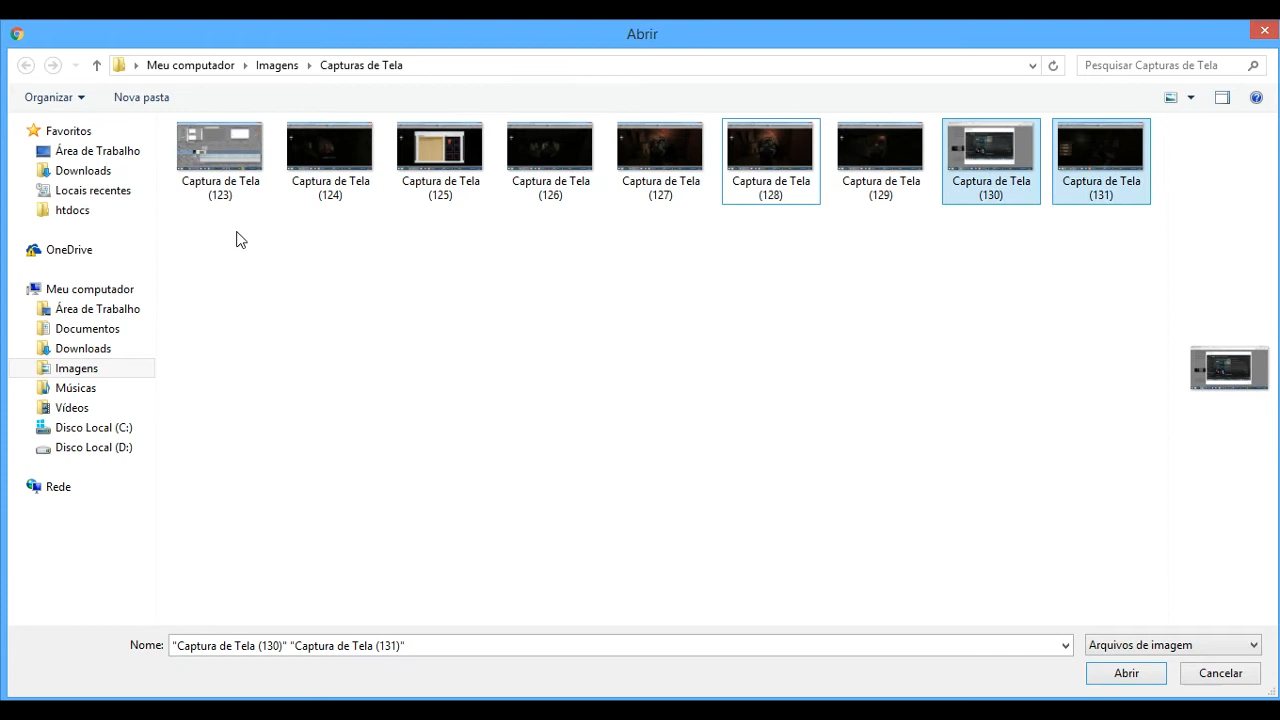 Abrir
Meu computador
Imagens
Capturas de Tela
Pesquisar Capturas de Tela
Organizar
Nova pasta
Favoritos
Área de Trabalho
Downloads
Locais recentes
htdocs
OneDrive
Meu computador
Área de Trabalho
Documentos
Downloads
Imagens
Músicas
Vídeos
Disco Local (C:)
Disco Local (D:)
Rede
Captura de Tela
(123)
Captura de Tela
(124)
Captura de Tela
(125)
Captura de Tela
(126)
Captura de Tela
(127)
Captura de Tela
(128)
Captura de Tela
(129)
Captura de Tela
(130)
Captura de Tela
(131)
Nome:
"Captura de Tela (130)" "Captura de Tela (131)"
Arquivos de imagem
Abrir
Cancelar